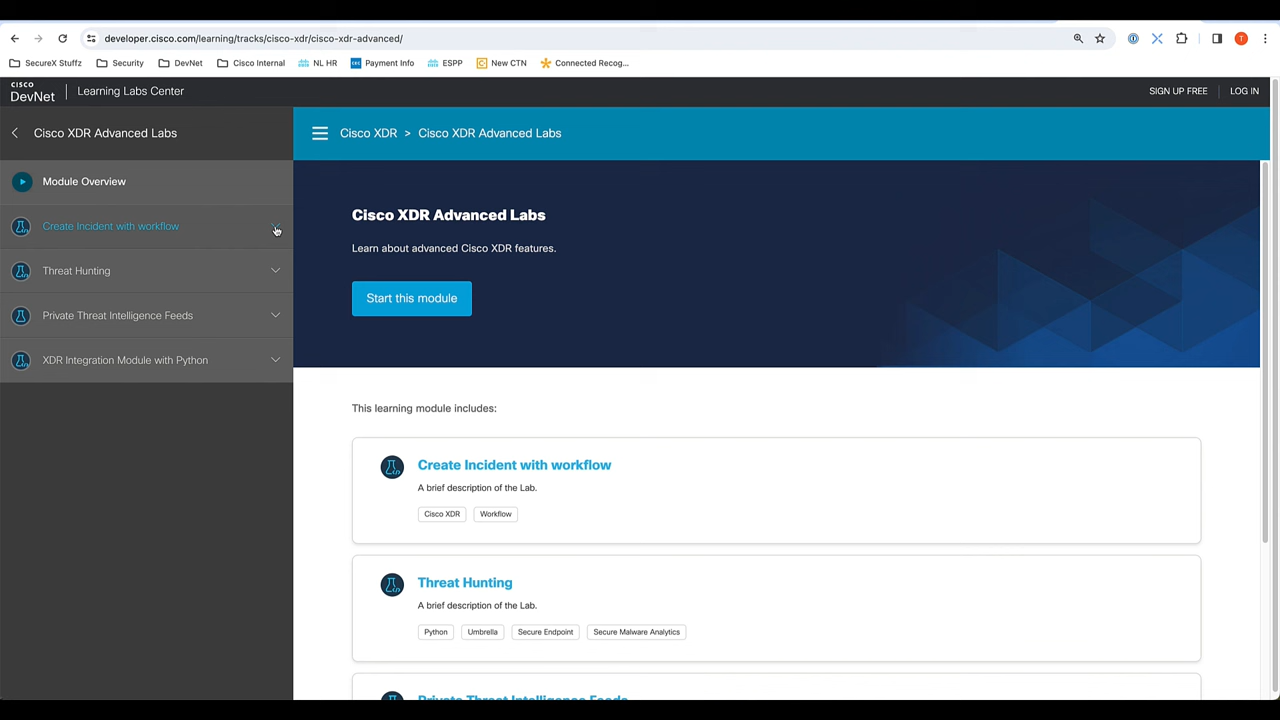 developer.cisco.com/learning/tracks/cisco-xdr/cisco-xdr-advanced/
T
SecureX Stuffz
Security
DevNet
Cisco Internal
NL HR
Payment Info
ESPP
New CTN
Connected Recog...
CISCO
DevNet
Learning Labs Center
SIGN UP FREE
LOG IN
Cisco XDR Advanced Labs
Cisco XDR > Cisco XDR Advanced Labs
Module Overview
Create Incident with workflow
Threat Hunting
Private Threat Intelligence Feeds
XDR Integration Module with Python
Cisco XDR Advanced Labs
Learn about advanced Cisco XDR features.
Start this module
This learning module includes:
Create Incident with workflow
A brief description of the Lab.
Cisco XDR Workflow
Threat Hunting
A brief description of the Lab.
Python Umbrella Secure Endpoint Secure Malware Analytics
Private Threat Intelligence Feeds